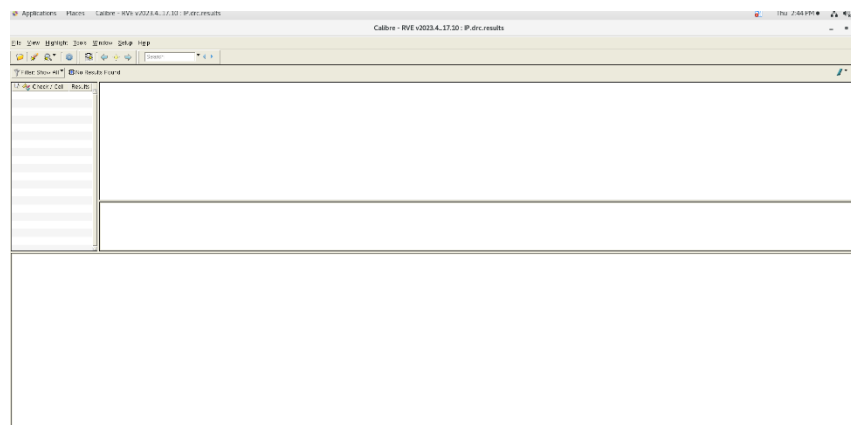 Applications Places Calibre - RVE v2023.4_17.10 : IP.drc.results Thu 2:44 PM
Calibre - RVE v2023.4_17.10 : IP.drc.results
File View Highlight Tools Window Setup Help
Search
Filter: Show All No Results Found
Check / Cell Results